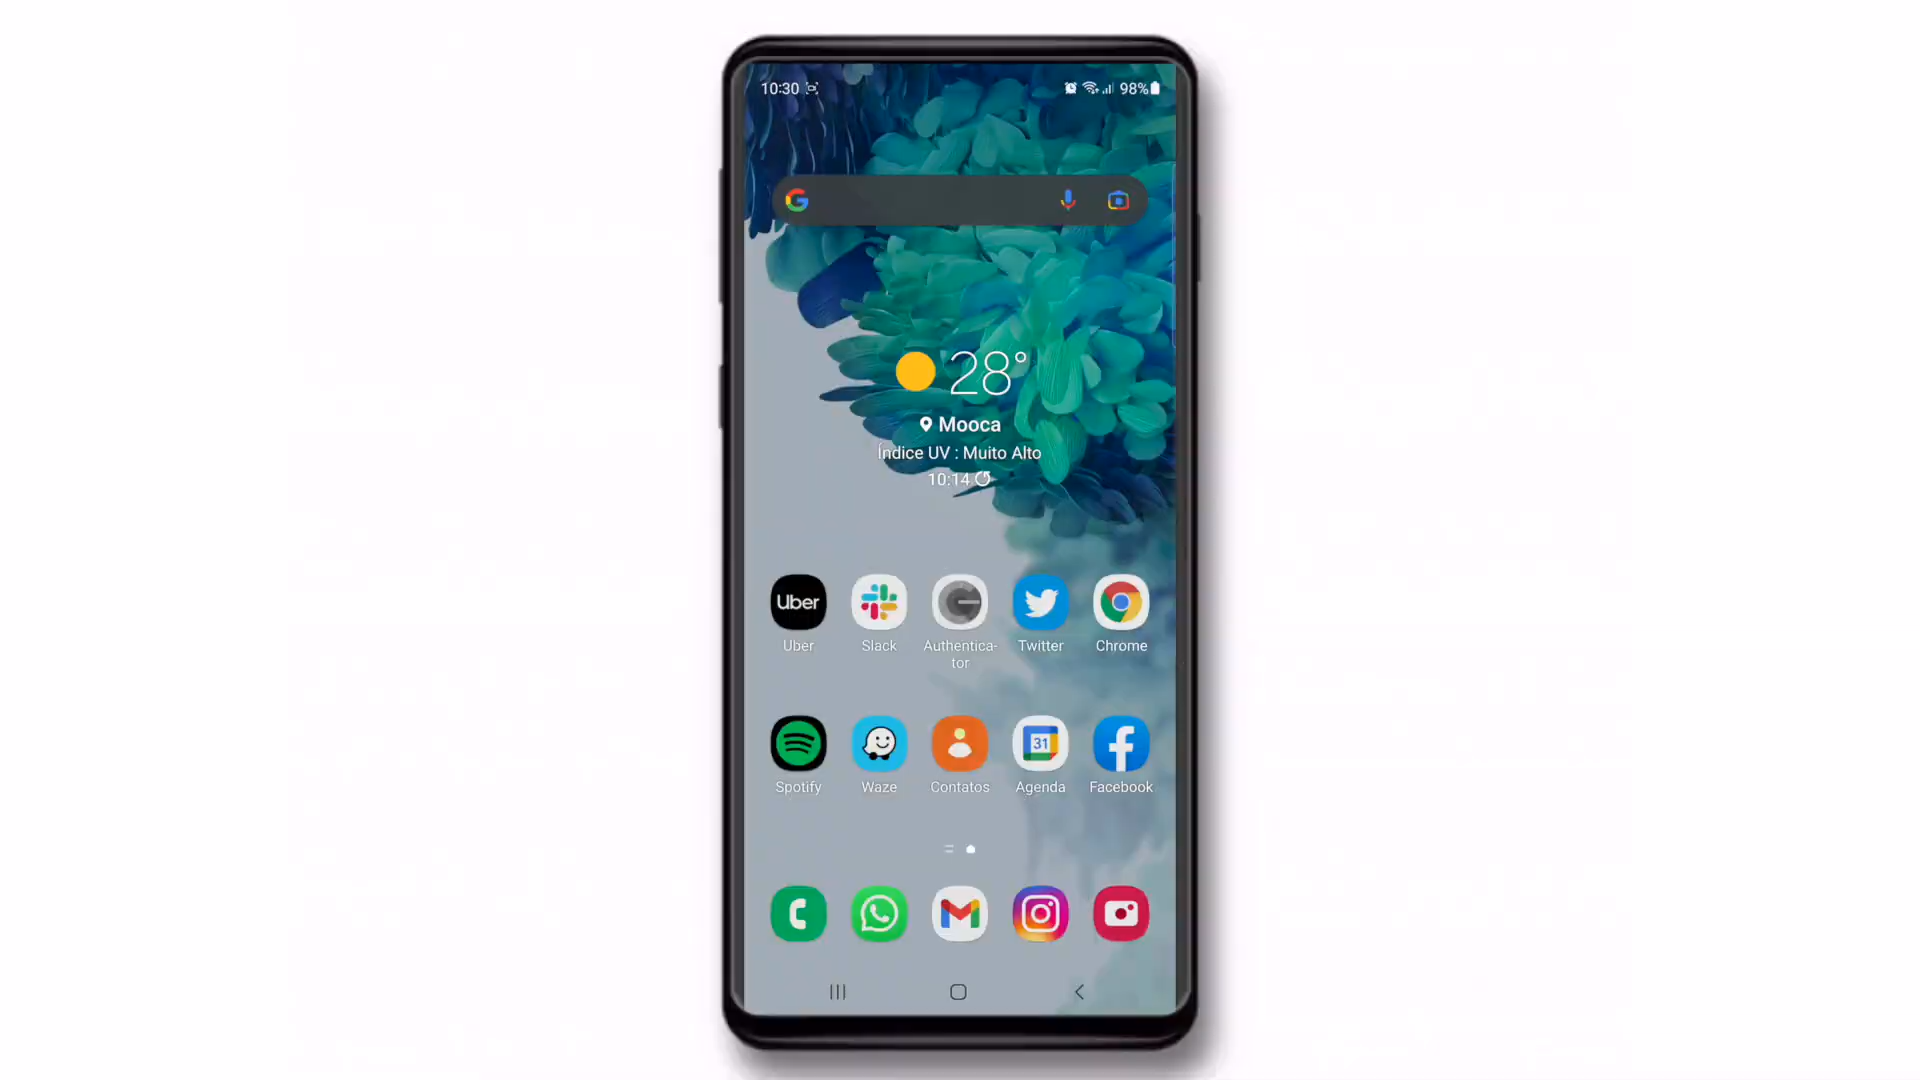 10:30
98%
28°
Mooca
Índice UV : Muito Alto
10:14
Uber
Uber
Slack
Authentica-
tor
Twitter
Chrome
31
Spotify
Waze
Contatos
Agenda
Facebook